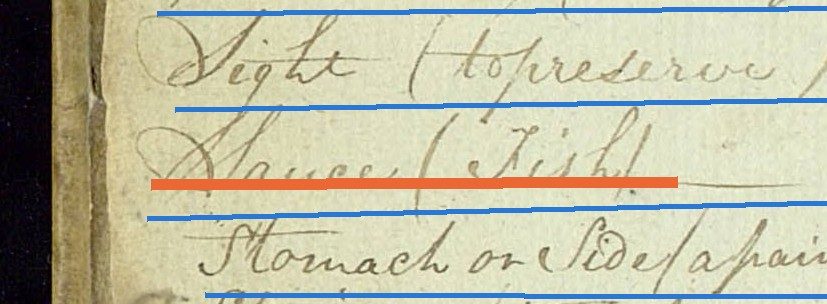 Sight (to preserve)
Sauce (Fish)
Stomach or Side (a pain